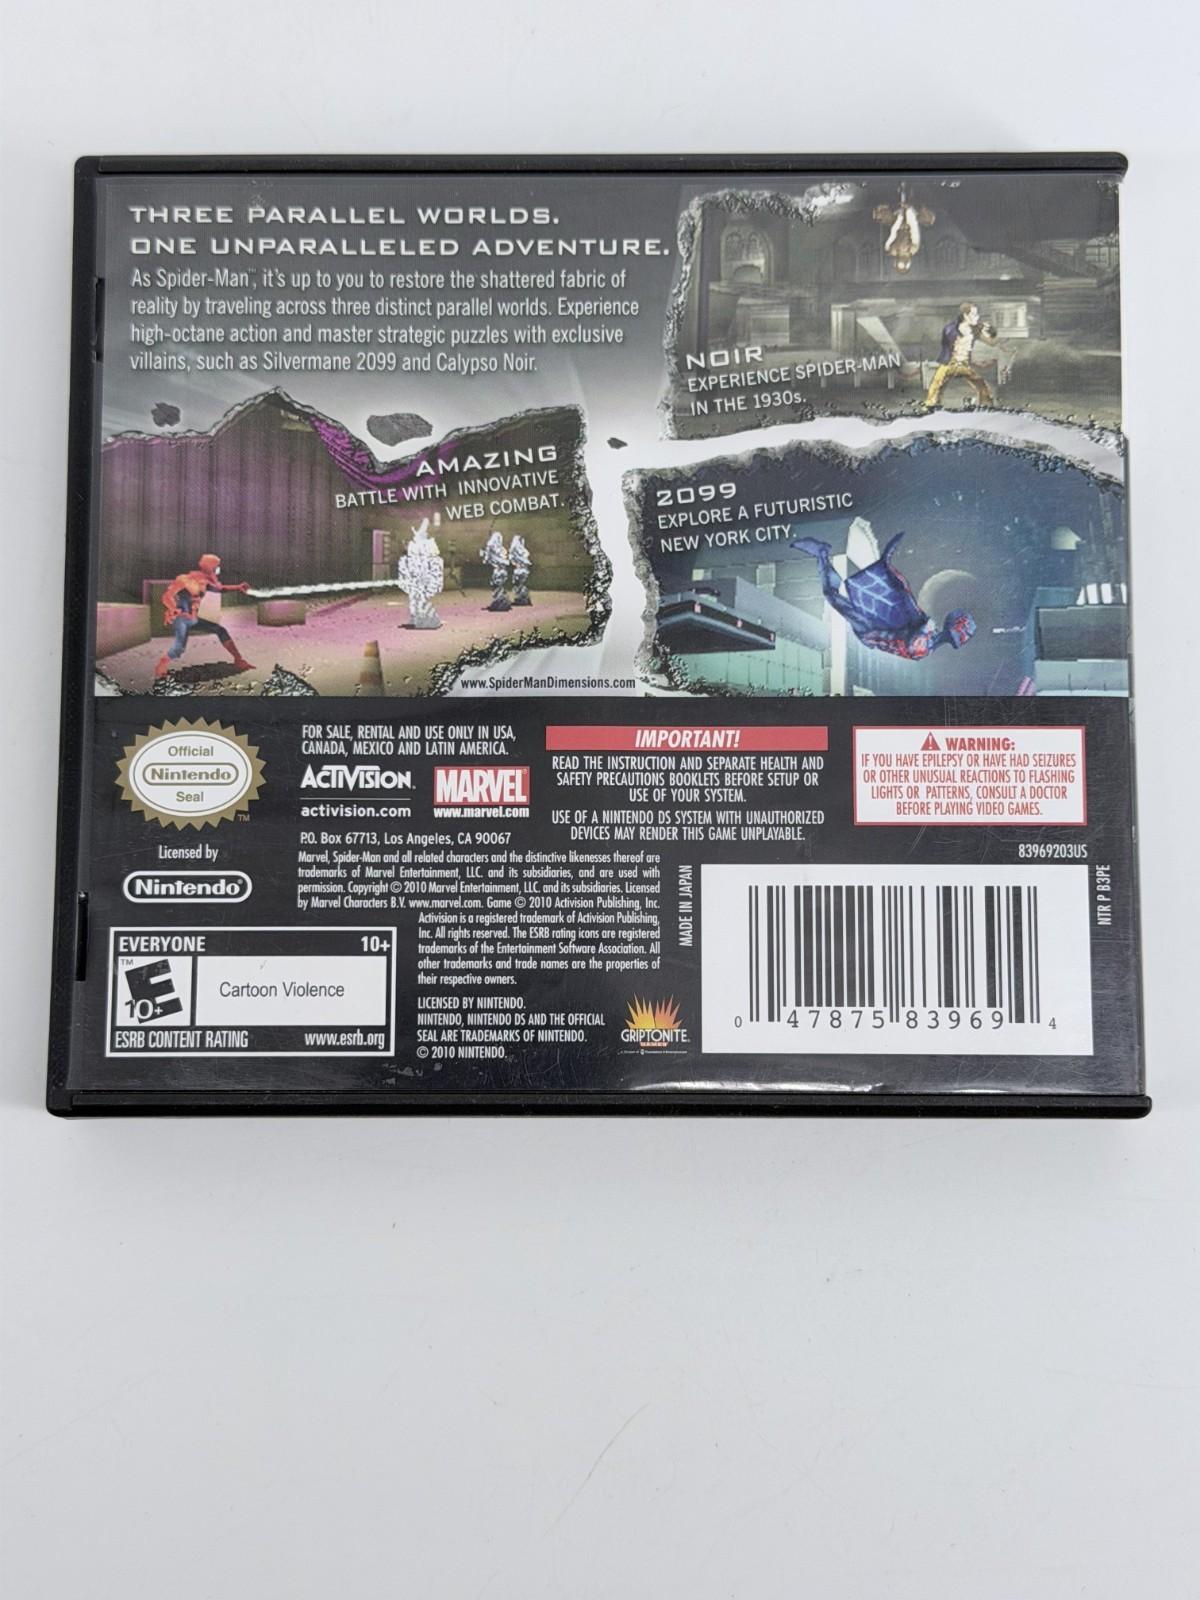 THREE PARALLEL WORLDS.
ONE UNPARALLELED ADVENTURE.
As Spider-Man™, it's up to you to restore the shattered fabric of
reality by traveling across three distinct parallel worlds. Experience
high-octane action and master strategic puzzles with exclusive
villains, such as Silvermane 2099 and Calypso Noir.
NOIR
EXPERIENCE SPIDER-MAN
IN THE 1930s.
AMAZING
BATTLE WITH INNOVATIVE
WEB COMBAT.
2099
EXPLORE A FUTURISTIC
NEW YORK CITY.
www.SpiderManDimensions.com
Official
Nintendo
Seal
TM
Licensed by
Nintendo®
FOR SALE, RENTAL AND USE ONLY IN USA,
CANADA, MEXICO AND LATIN AMERICA.
ACTIVISION®
activision.com
MARVEL
www.marvel.com
IMPORTANT!
READ THE INSTRUCTION AND SEPARATE HEALTH AND
SAFETY PRECAUTIONS BOOKLETS BEFORE SETUP OR
USE OF YOUR SYSTEM.
USE OF A NINTENDO DS SYSTEM WITH UNAUTHORIZED
DEVICES MAY RENDER THIS GAME UNPLAYABLE.
WARNING:
IF YOU HAVE EPILEPSY OR HAVE HAD SEIZURES
OR OTHER UNUSUAL REACTIONS TO FLASHING
LIGHTS OR PATTERNS, CONSULT A DOCTOR
BEFORE PLAYING VIDEO GAMES.
P.O. Box 67713, Los Angeles, CA 90067
Marvel, Spider-Man and all related characters and the distinctive likenesses thereof are
trademarks of Marvel Entertainment, LLC. and its subsidiaries, and are used with
permission. Copyright © 2010 Marvel Entertainment, LLC. and its subsidiaries. Licensed
by Marvel Characters B.V. www.marvel.com. Game © 2010 Activision Publishing, Inc.
Activision is a registered trademark of Activision Publishing,
Inc. All rights reserved. The ESRB rating icons are registered
trademarks of the Entertainment Software Association. All
other trademarks and trade names are the properties of
their respective owners.
LICENSED BY NINTENDO.
NINTENDO, NINTENDO DS AND THE OFFICIAL
SEAL ARE TRADEMARKS OF NINTENDO.
© 2010 NINTENDO.
EVERYONE 10+
TM
E
10+
Cartoon Violence
ESRB CONTENT RATING www.esrb.org
GRIPTONITE
GAMES
MADE IN JAPAN
83969203US
NTR P B3PE
0 47875 83969 4